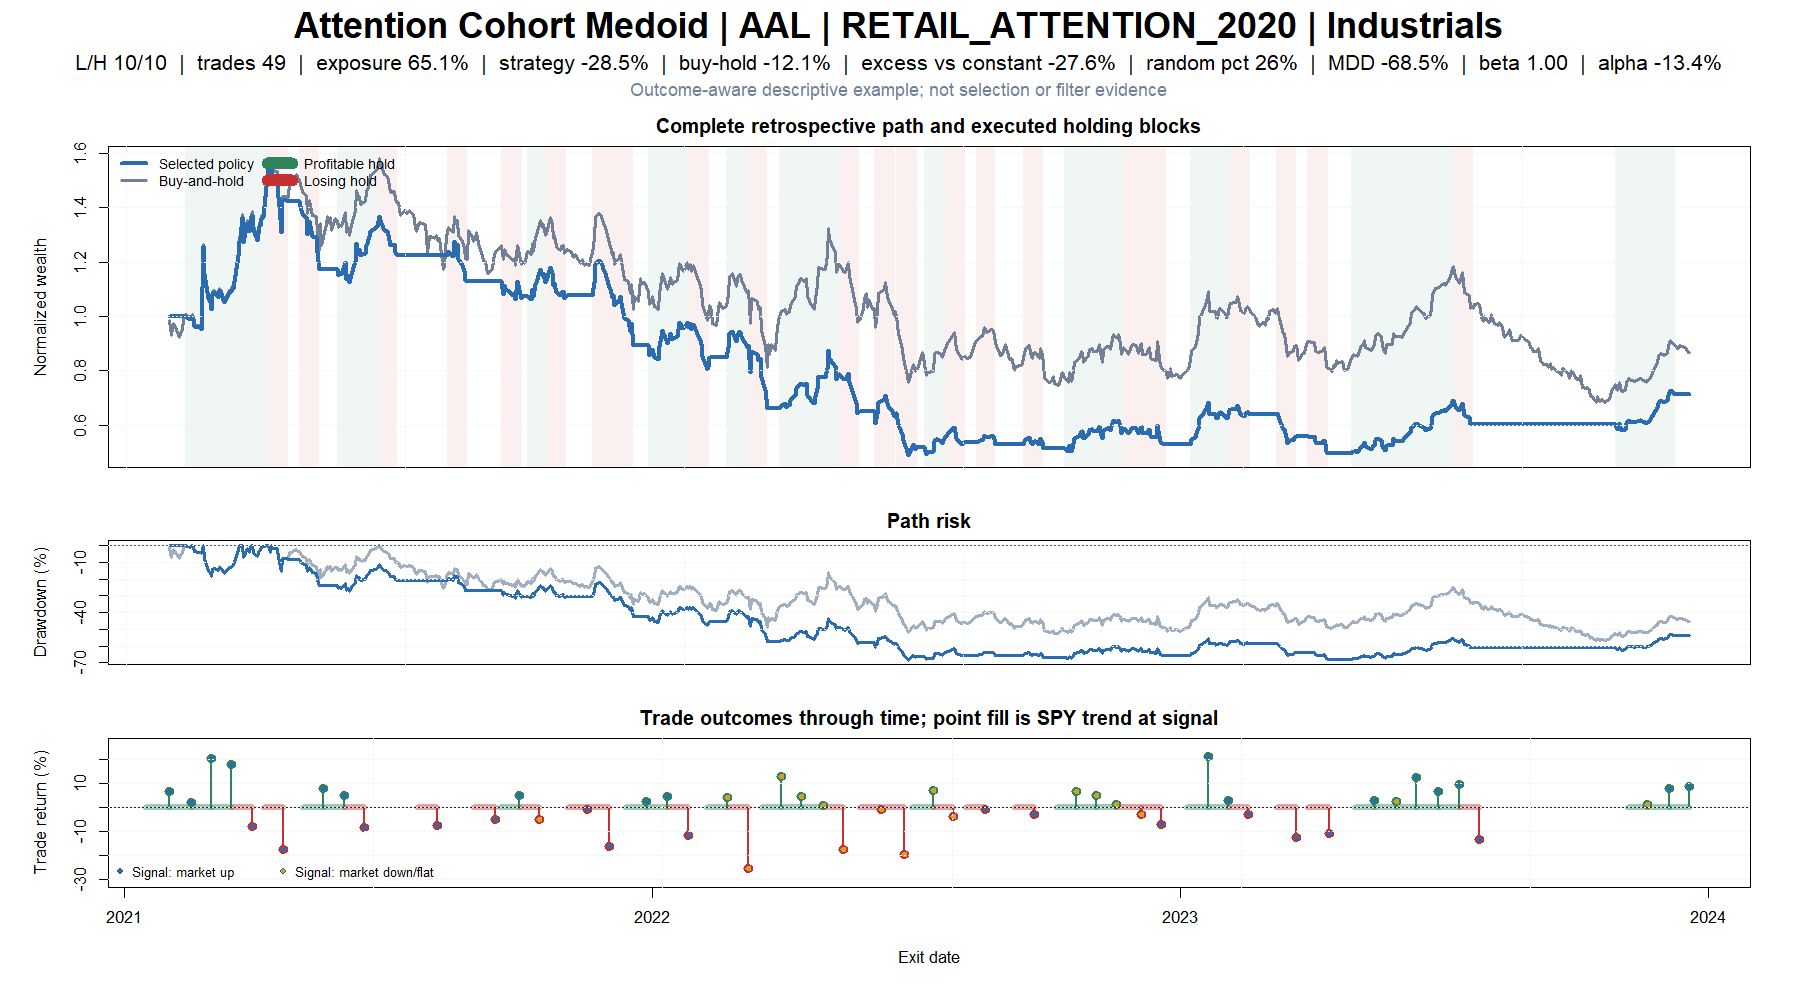 Attention Cohort Medoid | AAL | RETAIL_ATTENTION_2020 | Industrials
L/H 10/10 | trades 49 | exposure 65.1% | strategy -28.5% | buy-hold -12.1% | excess vs constant -27.6% | random pct 26% | MDD -68.5% | beta 1.00 | alpha -13.4%
Outcome-aware descriptive example; not selection or filter evidence
Complete retrospective path and executed holding blocks
Selected policy Profitable hold
Buy-and-hold Losing hold
Normalized wealth
1.6
1.4
1.2
1.0
0.8
0.6
Path risk
Drawdown (%)
-10
-40
-70
Trade outcomes through time; point fill is SPY trend at signal
Trade return (%)
10
-10
-30
Signal: market up Signal: market down/flat
2021 2022 2023 2024
Exit date